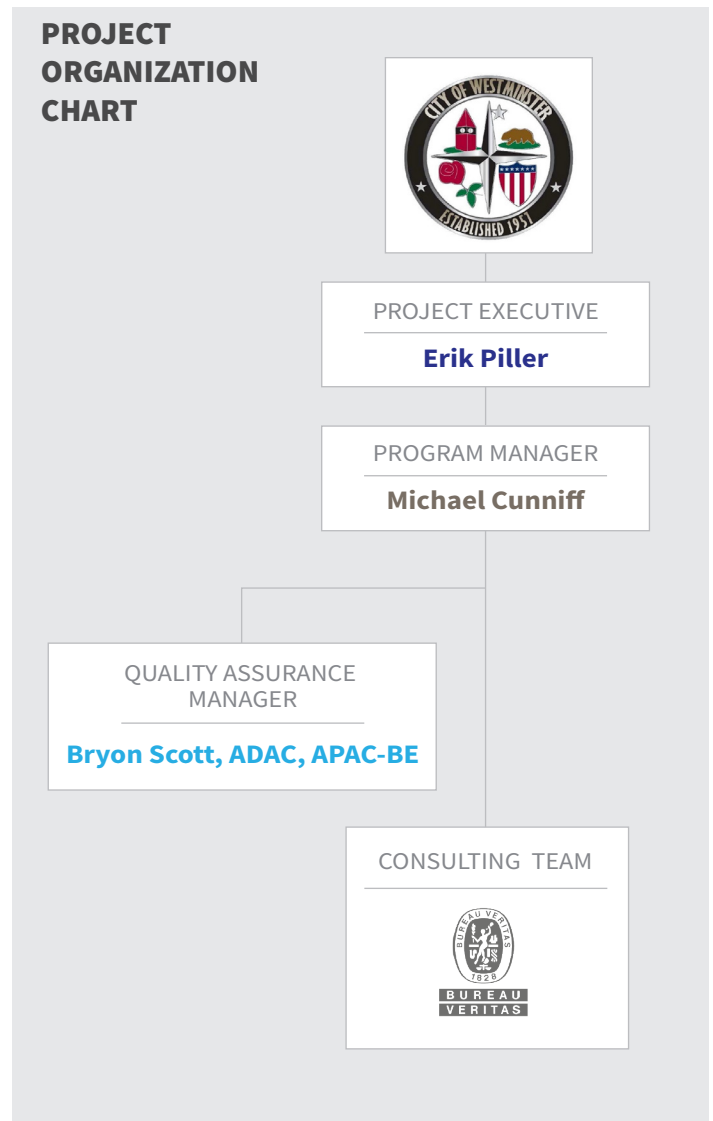 PROJECT
ORGANIZATION
CHART
CITY OF WESTMINSTER
ESTABLISHED 1957
PROJECT EXECUTIVE
Erik Piller
PROGRAM MANAGER
Michael Cunniff
QUALITY ASSURANCE
MANAGER
Bryon Scott, ADAC, APAC-BE
CONSULTING TEAM
BUREAU VERITAS
1828
BUREAU
VERITAS